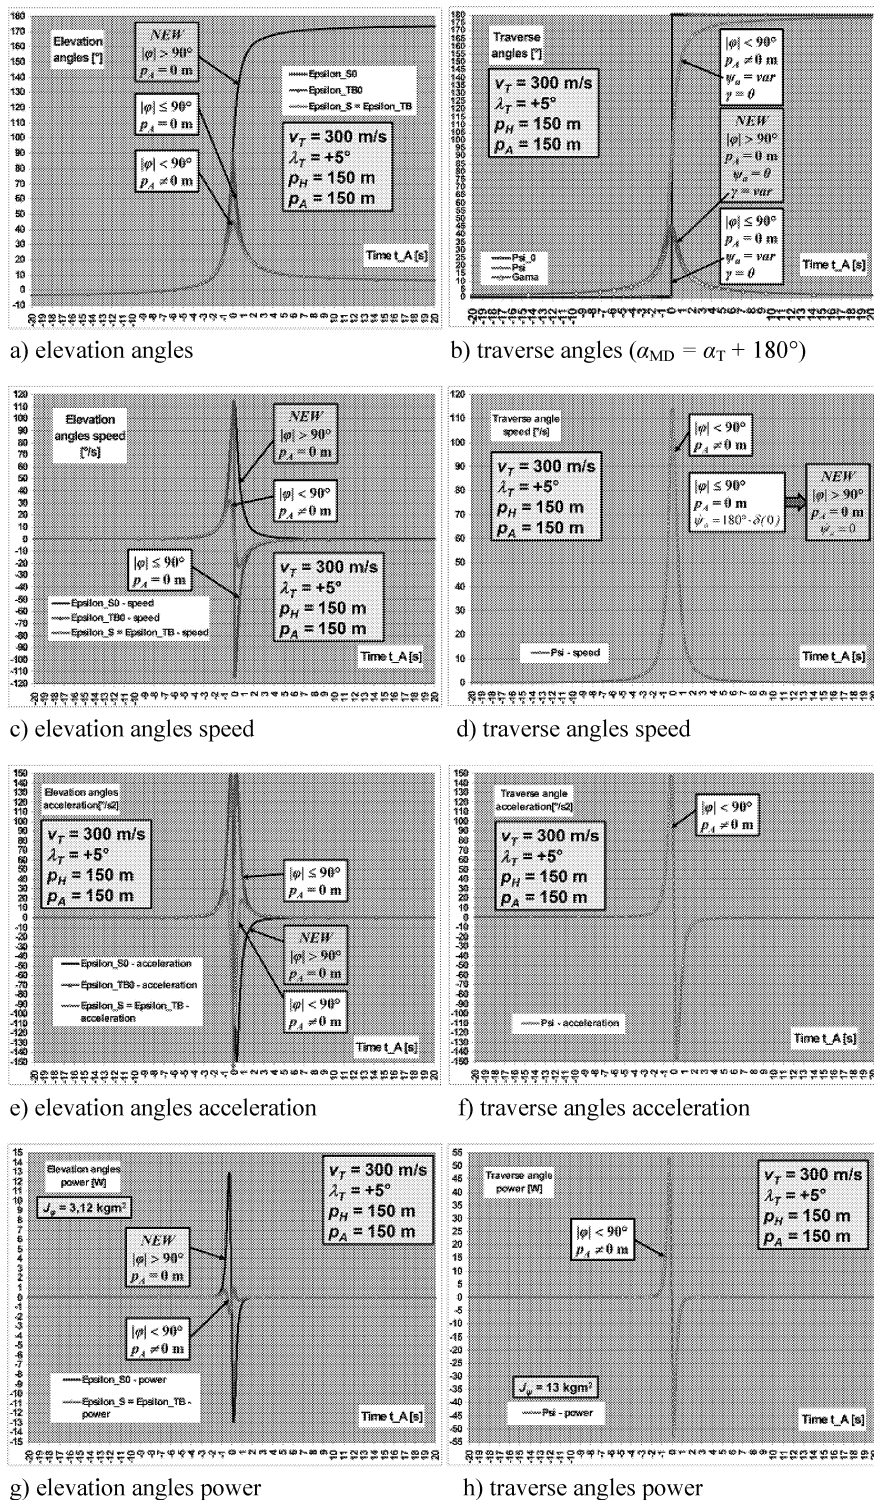 Elevation
angles [°]
NEW
|φ| > 90°
p_A = 0 m
Epsilon_S0
Epsilon_TB0
Epsilon_S = Epsilon_TB
|φ| ≤ 90°
p_A = 0 m
v_T = 300 m/s
λ_T = +5°
p_H = 150 m
p_A = 150 m
|φ| < 90°
p_A ≠ 0 m
Time t_A [s]
a) elevation angles
Traverse
angles [°]
|φ| < 90°
p_A ≠ 0 m
ψ_a = var
γ = 0
v_T = 300 m/s
λ_T = +5°
p_H = 150 m
p_A = 150 m
NEW
|φ| > 90°
p_A = 0 m
ψ_a = 0
γ = var
|φ| ≤ 90°
p_A = 0 m
ψ_a = var
γ = 0
Psi_0
Psi
Gama
Time t_A [s]
b) traverse angles (α_MD = α_T + 180°)
Elevation
angles speed
[°/s]
NEW
|φ| > 90°
p_A = 0 m
|φ| < 90°
p_A ≠ 0 m
|φ| ≤ 90°
p_A = 0 m
v_T = 300 m/s
λ_T = +5°
p_H = 150 m
p_A = 150 m
Epsilon_S0 - speed
Epsilon_TB0 - speed
Epsilon_S = Epsilon_TB - speed
Time t_A [s]
c) elevation angles speed
Traverse angle
speed [°/s]
|φ| < 90°
p_A ≠ 0 m
v_T = 300 m/s
λ_T = +5°
p_H = 150 m
p_A = 150 m
|φ| ≤ 90°
p_A = 0 m
ψ̇_a = 180° · δ(0)
NEW
|φ| > 90°
p_A = 0 m
ψ̇_a = 0
Psi - speed
Time t_A [s]
d) traverse angles speed
Elevation angles
acceleration[°/s2]
v_T = 300 m/s
λ_T = +5°
p_H = 150 m
p_A = 150 m
|φ| ≤ 90°
p_A = 0 m
NEW
|φ| > 90°
p_A = 0 m
|φ| < 90°
p_A ≠ 0 m
Epsilon_S0 - acceleration
Epsilon_TB0 - acceleration
Epsilon_S = Epsilon_TB -
acceleration
Time t_A [s]
e) elevation angles acceleration
Traverse angle
acceleration[°/s2]
|φ| < 90°
p_A ≠ 0 m
v_T = 300 m/s
λ_T = +5°
p_H = 150 m
p_A = 150 m
Psi - acceleration
Time t_A [s]
f) traverse angles acceleration
Elevation angles
power [W]
J_φ = 3,12 kgm²
v_T = 300 m/s
λ_T = +5°
p_H = 150 m
p_A = 150 m
NEW
|φ| > 90°
p_A = 0 m
|φ| < 90°
p_A ≠ 0 m
Epsilon_S0 - power
Epsilon_S = Epsilon_TB -
power
Time t_A [s]
g) elevation angles power
Traverse angle
power [W]
v_T = 300 m/s
λ_T = +5°
p_H = 150 m
p_A = 150 m
|φ| < 90°
p_A ≠ 0 m
J_ψ = 13 kgm²
Psi - power
Time t_A [s]
h) traverse angles power